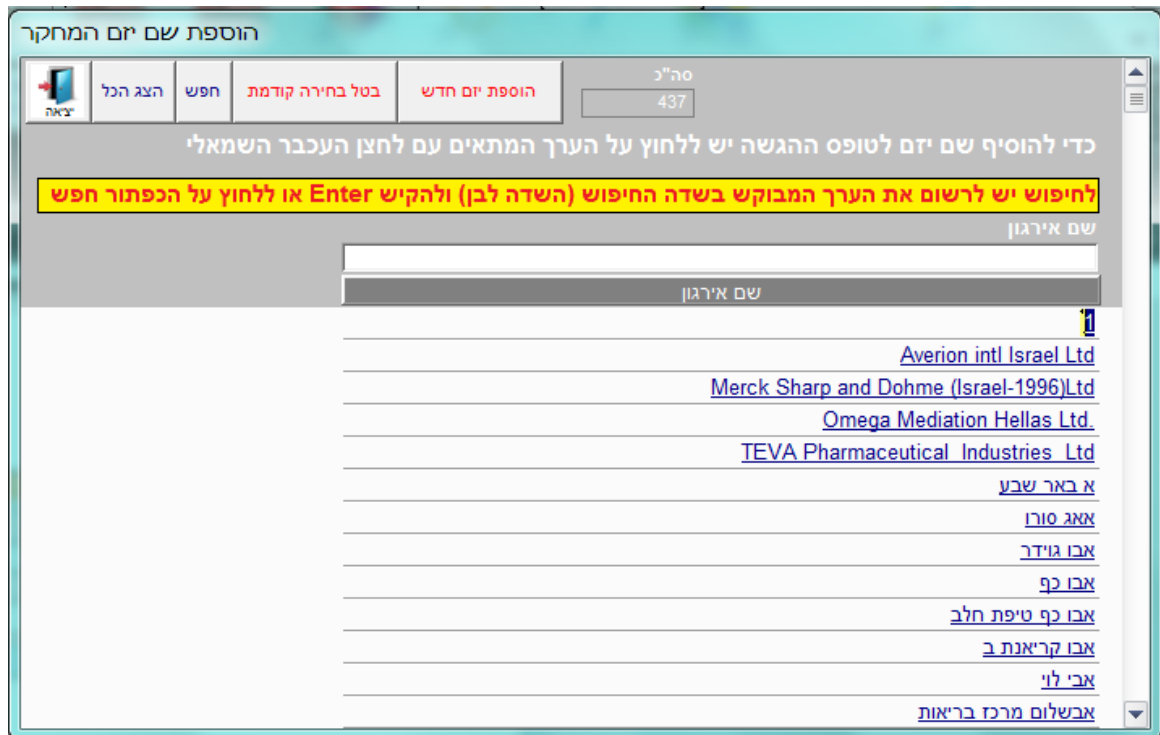 הוספת שם יזם המחקר
סה"כ
437
הוספת יזם חדש
בטל בחירה קודמת
חפש
הצג הכל
יציאה
כדי להוסיף שם יזם לטופס ההגשה יש ללחוץ על הערך המתאים עם לחצן העכבר השמאלי
לחיפוש יש לרשום את הערך המבוקש בשדה החיפוש (השדה לבן) ולהקיש Enter או ללחוץ על הכפתור חפש
שם אירגון
שם אירגון
1
Averion intl Israel Ltd
Merck Sharp and Dohme (Israel-1996)Ltd
Omega Mediation Hellas Ltd.
TEVA Pharmaceutical Industries Ltd
א באר שבע
אאג סורו
אבו גוידר
אבו כף
אבו כף טיפת חלב
אבו קריאנת ב
אבי לוי
אבשלום מרכז בריאות